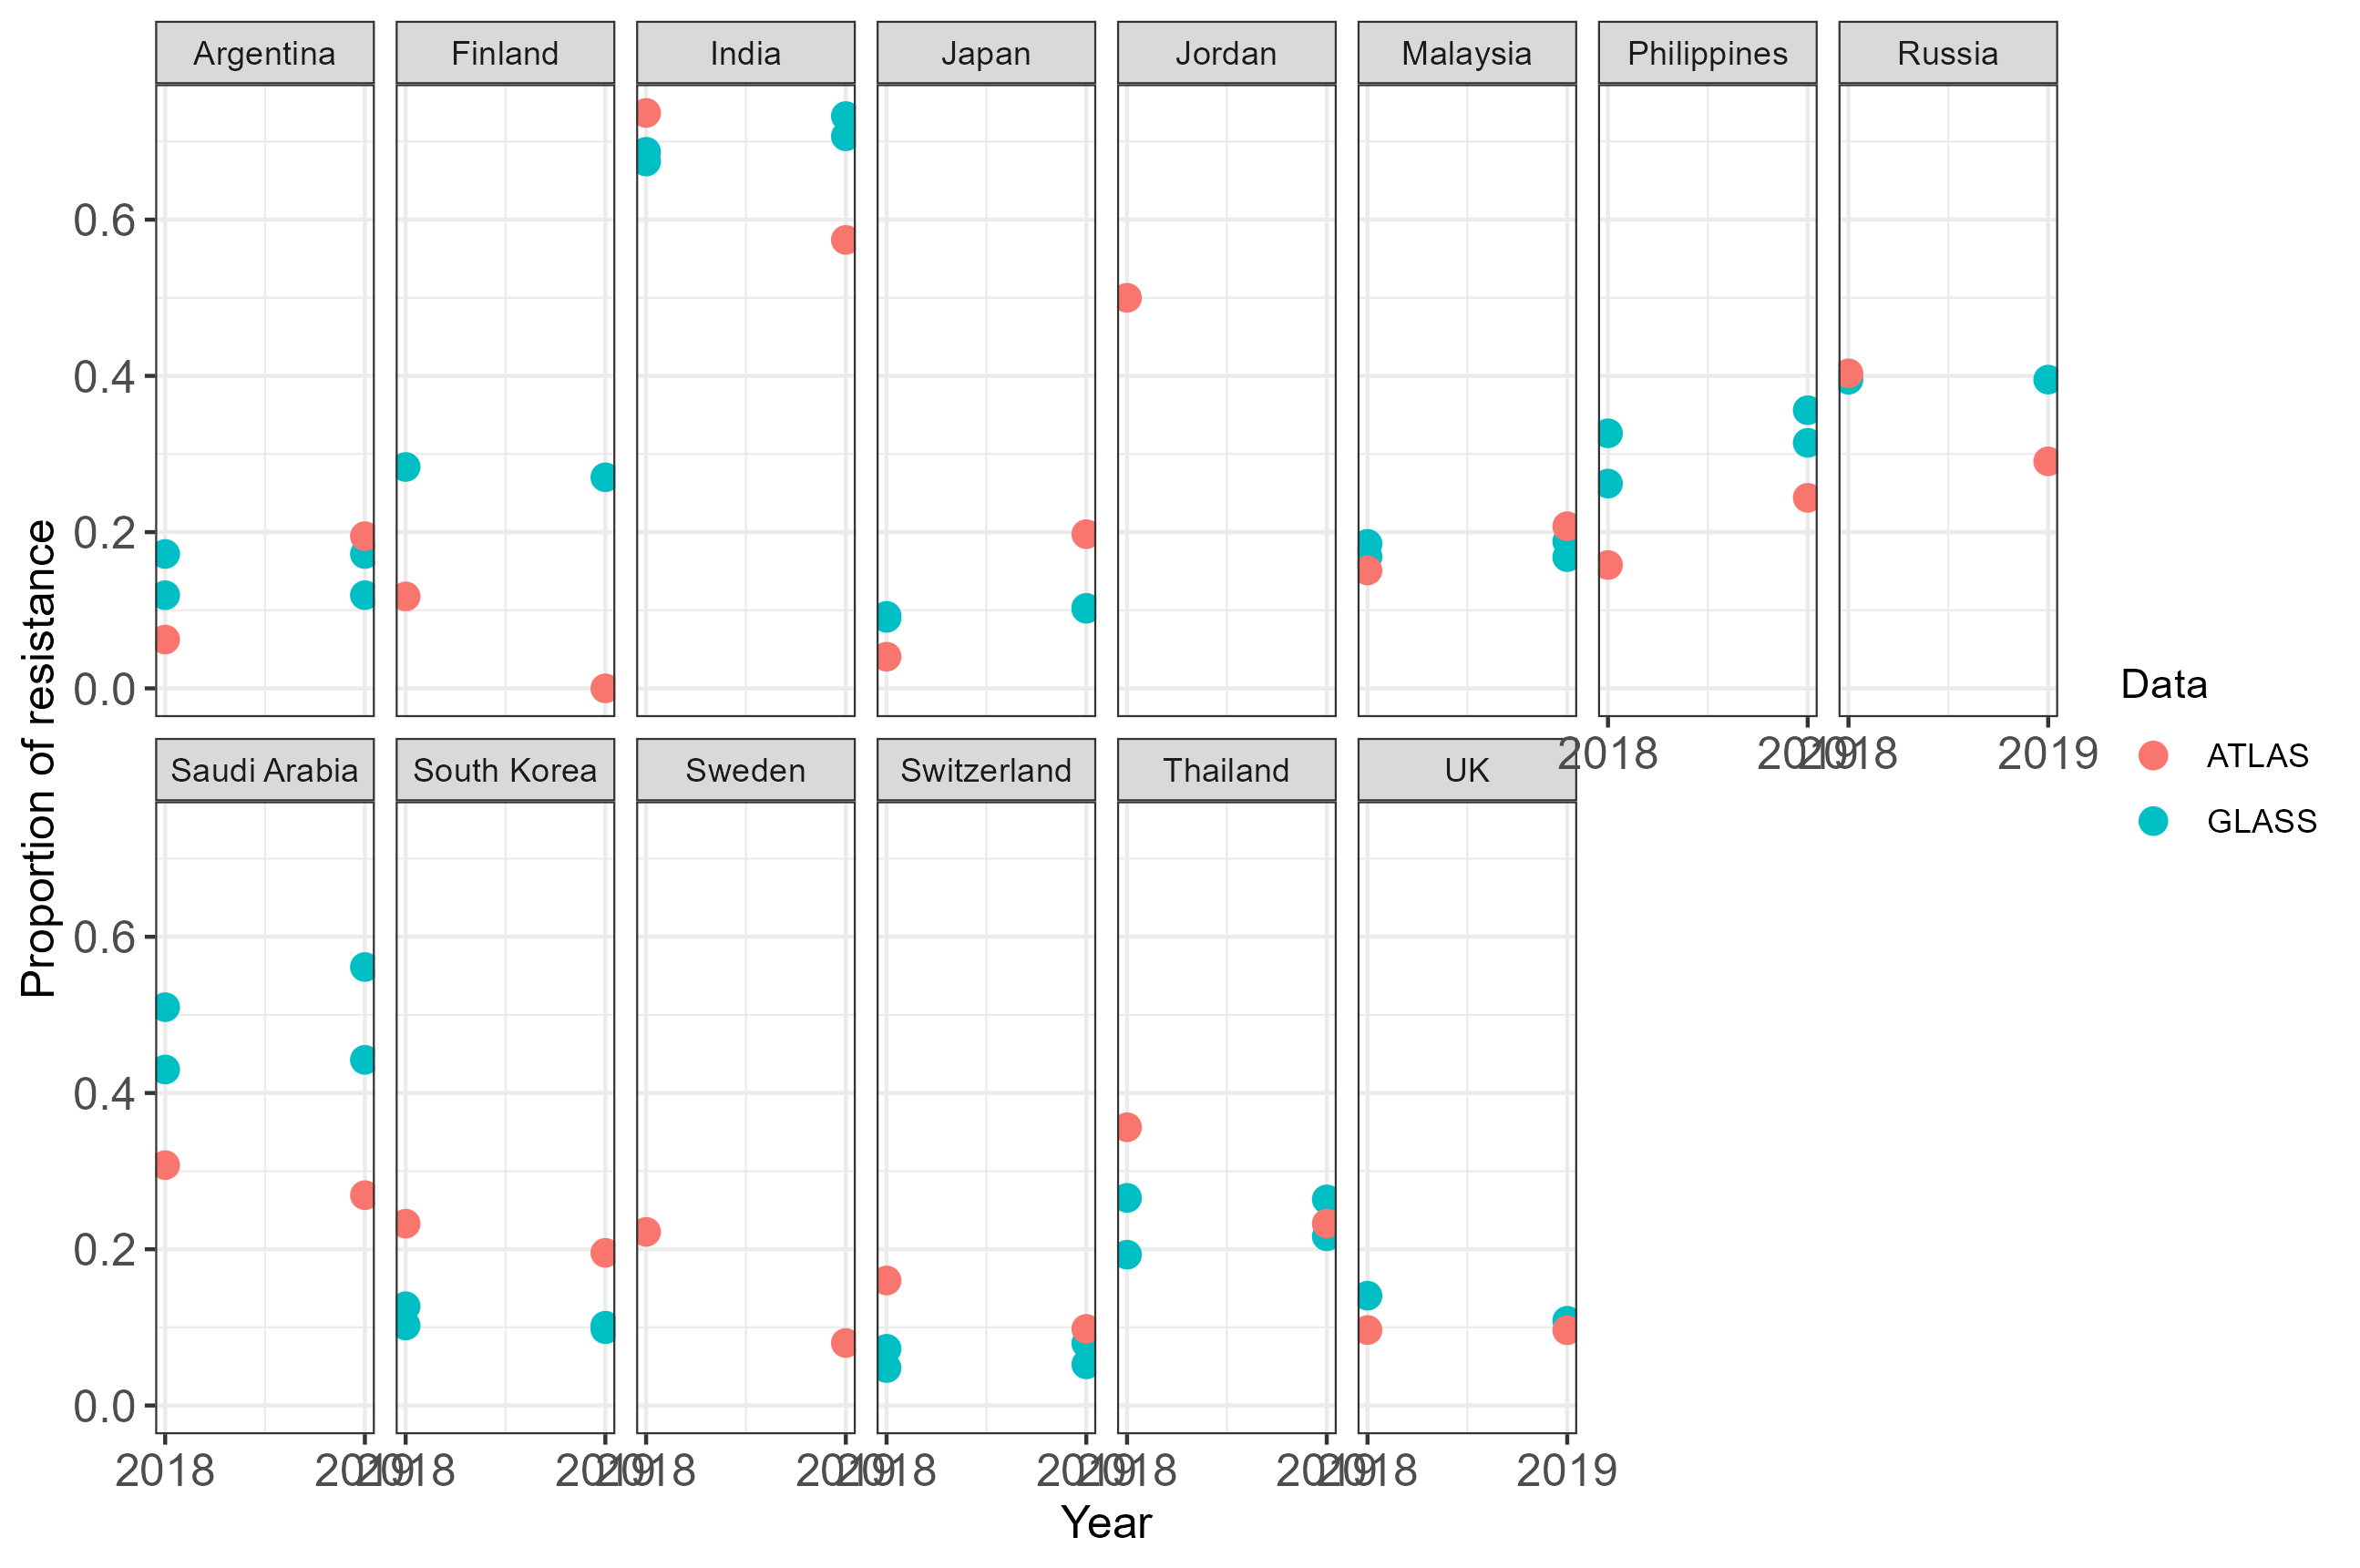 Argentina Finland India Japan Jordan Malaysia Philippines Russia
0.6
0.4
0.2
0.0
2018 2019 2018 2019
Saudi Arabia South Korea Sweden Switzerland Thailand UK
0.6
0.4
0.2
0.0
2018 2019 2018 2019 2018 2019 2018 2019 2018 2019 2018 2019
Year
Proportion of resistance
Data
ATLAS
GLASS